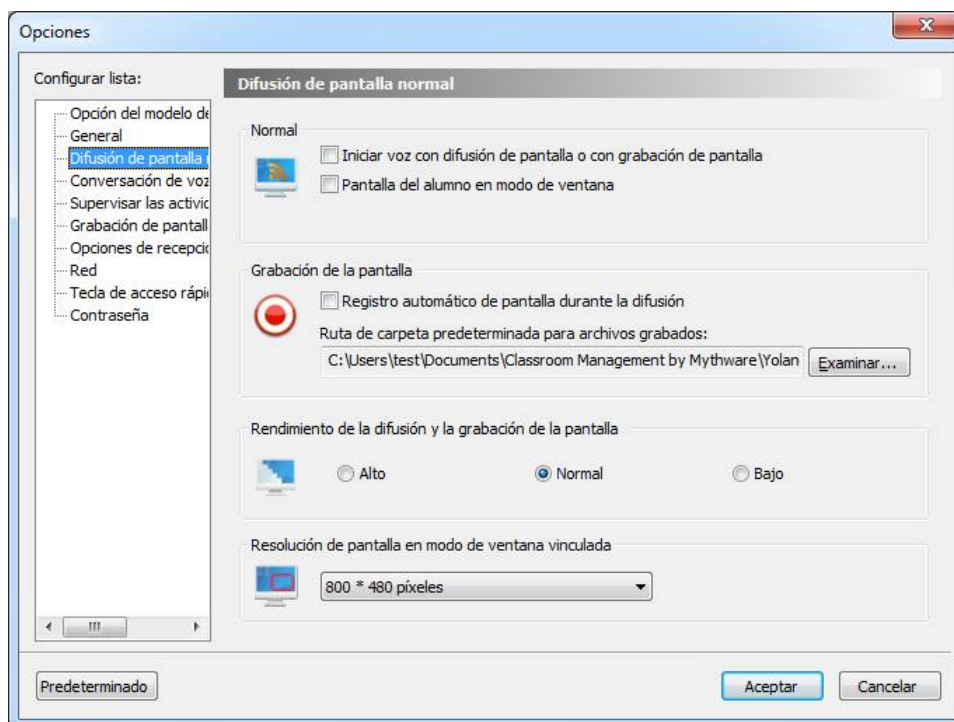 Opciones
Configurar lista:
Opción del modelo de
General
Difusión de pantalla
Conversación de voz
Supervisar las activid
Grabación de pantall
Opciones de recepció
Red
Tecla de acceso rápi
Contraseña
Difusión de pantalla normal
Normal
Iniciar voz con difusión de pantalla o con grabación de pantalla
Pantalla del alumno en modo de ventana
Grabación de la pantalla
Registro automático de pantalla durante la difusión
Ruta de carpeta predeterminada para archivos grabados:
C:\Users\test\Documents\Classroom Management by Mythware\Yolan
Examinar...
Rendimiento de la difusión y la grabación de la pantalla
Alto
Normal
Bajo
Resolución de pantalla en modo de ventana vinculada
800 * 480 píxeles
Predeterminado
Aceptar
Cancelar